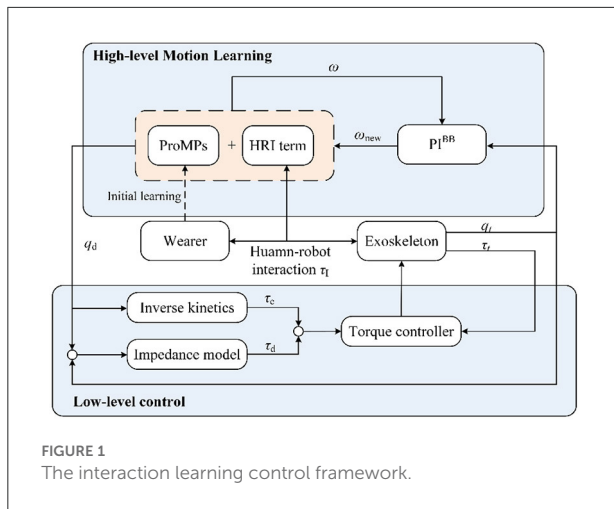 High-level Motion Learning
ω
ProMPs + HRI term
ω_new
PI^BB
Initial learning
Wearer
Exoskeleton
q_r
τ_r
q_d
Huamn-robot
interaction τ_I
Inverse kinetics
τ_c
Torque controller
Impedance model
τ_d
Low-level control
FIGURE 1
The interaction learning control framework.